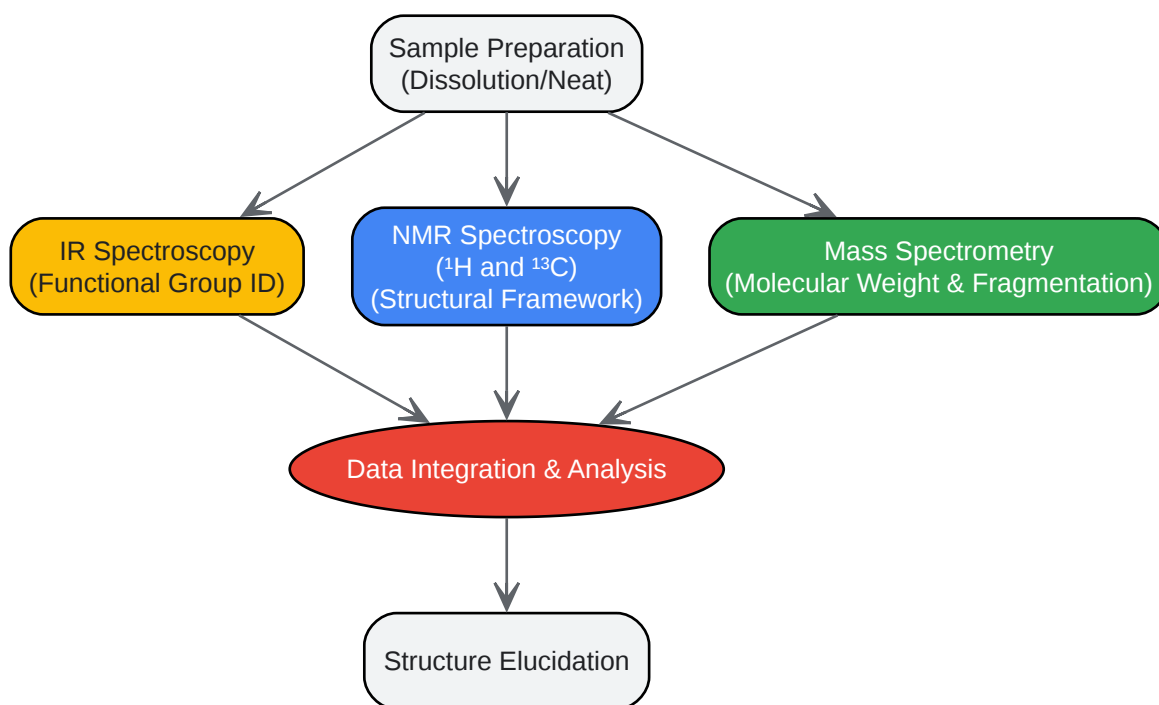 Sample Preparation
(Dissolution/Neat)
IR Spectroscopy
(Functional Group ID)
NMR Spectroscopy
(¹H and ¹³C)
(Structural Framework)
Mass Spectrometry
(Molecular Weight & Fragmentation)
Data Integration & Analysis
Structure Elucidation